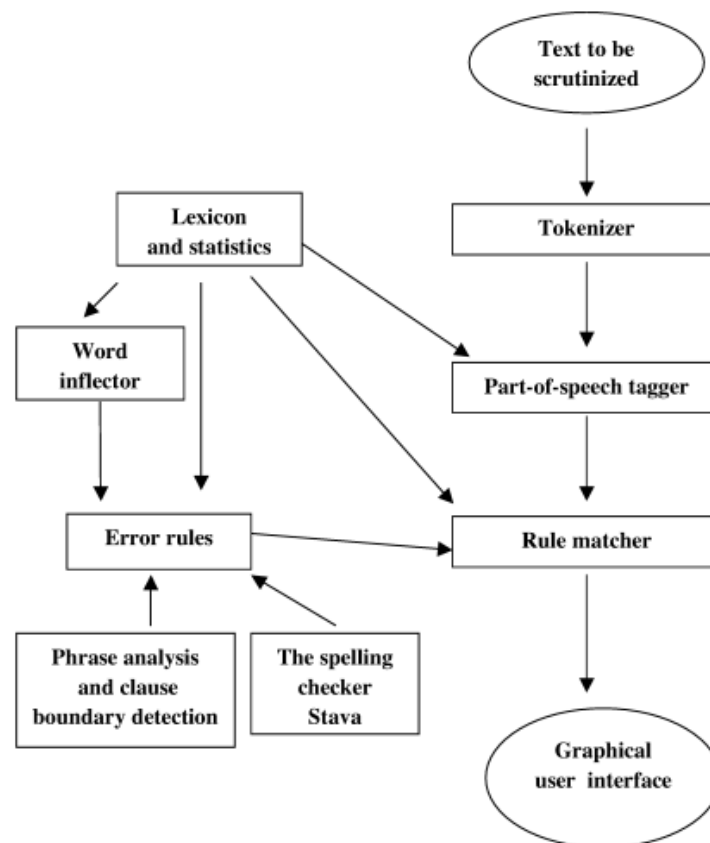 Text to be
scrutinized
Lexicon
and statistics
Tokenizer
Word
inflector
Part-of-speech tagger
Error rules
Rule matcher
Phrase analysis
and clause
boundary detection
The spelling
checker
Stava
Graphical
user interface